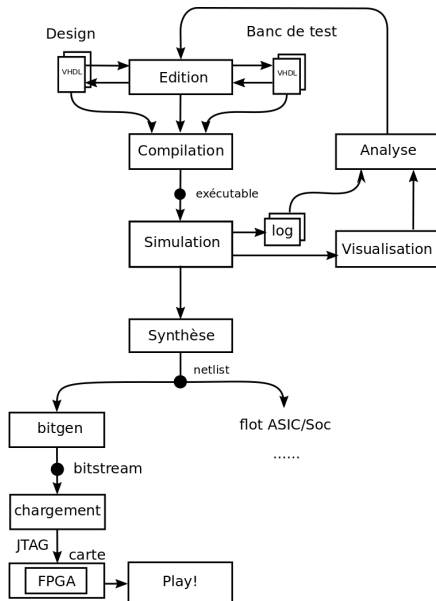 Design
Banc de test
VHDL
Edition
VHDL
Compilation
Analyse
exécutable
log
Simulation
Visualisation
Synthèse
netlist
bitgen
flot ASIC/Soc
......
bitstream
chargement
JTAG
carte
FPGA
Play!